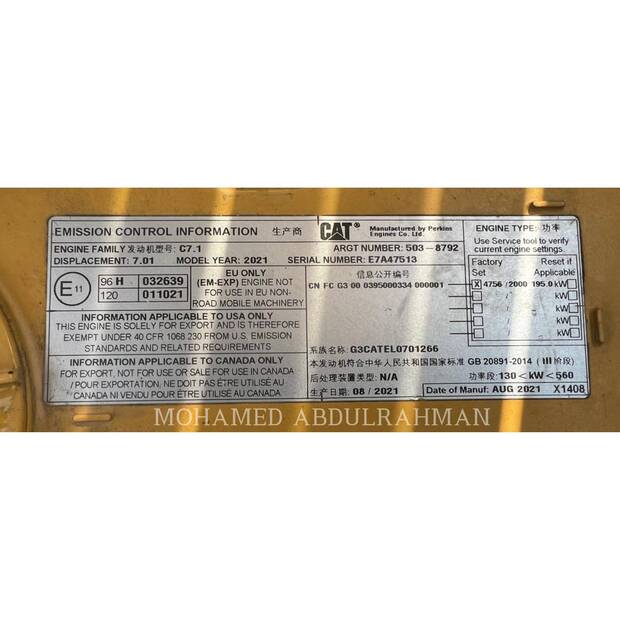 EMISSION CONTROL INFORMATION 生产商
CAT
Manufactured by Perkins
Engines Co. Ltd.
ENGINE TYPE: 功率
ENGINE FAMILY 发动机型号: C7.1
ARGT NUMBER: 503-8792
DISPLACEMENT: 7.01 MODEL YEAR: 2021 SERIAL NUMBER: E7A47513
Use Service tool to verify
current engine settings.
Factory Set
Reset if Applicable
X 4756 / 2000 195.0 kW
kW
kW
kW
kW
E 11
96 H 032639
120 011021
EU ONLY
(EM-EXP) ENGINE NOT
FOR USE IN EU NON-
ROAD MOBILE MACHINERY
信息公开编号
CN FC G3 00 0395000334 000001
INFORMATION APPLICABLE TO USA ONLY
THIS ENGINE IS SOLELY FOR EXPORT AND IS THEREFORE
EXEMPT UNDER 40 CFR 1068 230 FROM U.S. EMISSION
STANDARDS AND RELATED REQUIREMENTS
INFORMATION APPLICABLE TO CANADA ONLY
FOR EXPORT, NOT FOR USE OR FOR SALE FOR USE IN CANADA
/ POUR EXPORTATION. NE PAS UTILISER AU
CANADA NI VENDU POUR ÊTRE UTILISÉ AU CANADA
系族名称: G3CATEL0701266
本发动机符合中华人民共和国国家标准 GB 20891-2014 ( III 阶段)
后处理装置类型: N/A 功率段: 130<kW<560
生产日期 08 / 2021 Date of Manuf: AUG 2021 X1408
MOHAMED ABDULRAHMAN